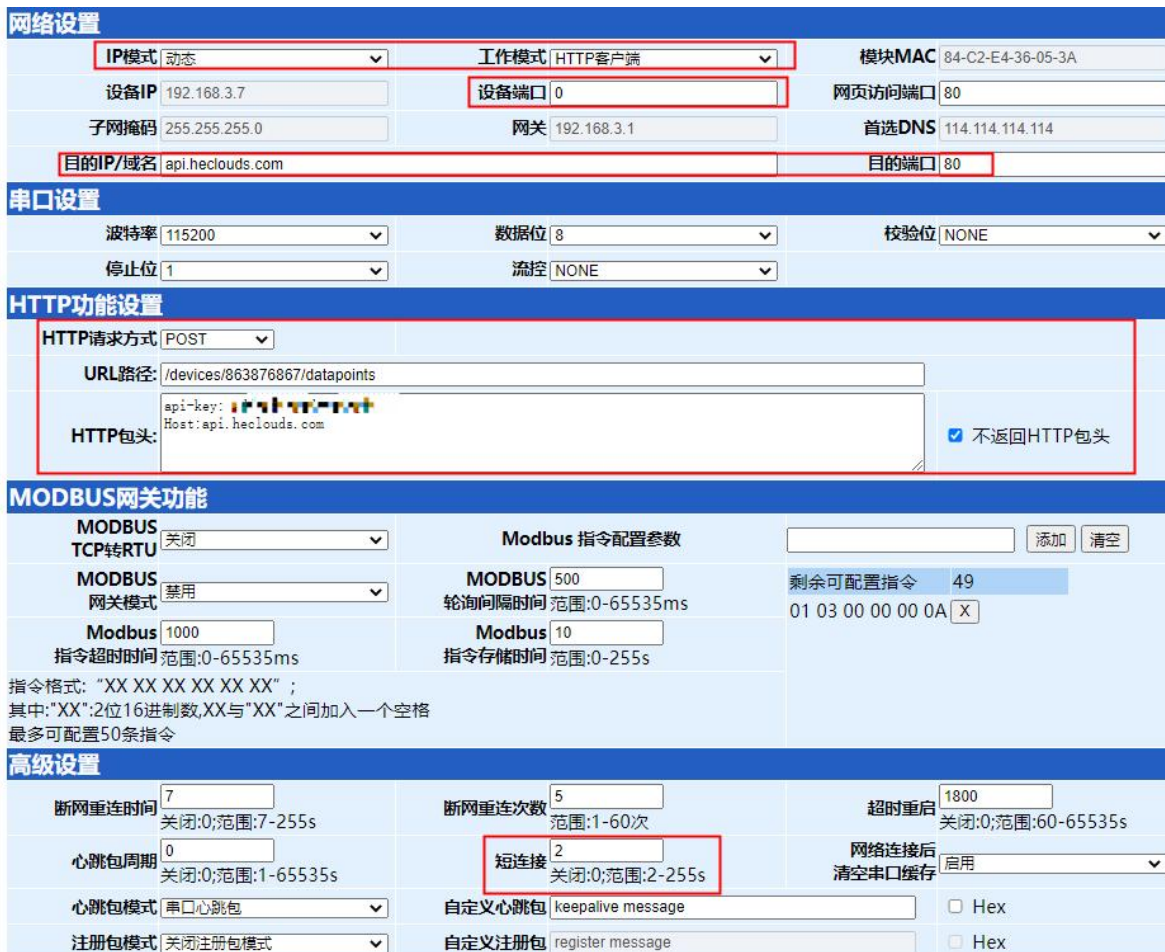 网络设置
IP模式 动态 工作模式 HTTP客户端 模块MAC 84-C2-E4-36-05-3A
设备IP 192.168.3.7 设备端口 0 网页访问端口 80
子网掩码 255.255.255.0 网关 192.168.3.1 首选DNS 114.114.114.114
目的IP/域名 api.heclouds.com 目的端口 80
串口设置
波特率 115200 数据位 8 校验位 NONE
停止位 1 流控 NONE
HTTP功能设置
HTTP请求方式 POST
URL路径: /devices/863876867/datapoints
api-key:
Host:api.heclouds.com
HTTP包头: 不返回HTTP包头
MODBUS网关功能
MODBUS
TCP转RTU 关闭 Modbus 指令配置参数 添加 清空
MODBUS
网关模式 禁用 MODBUS 500
轮询间隔时间 范围:0-65535ms
剩余可配置指令 49
01 03 00 00 00 0A X
Modbus 1000
指令超时时间 范围:0-65535ms
Modbus 10
指令存储时间 范围:0-255s
指令格式:“XX XX XX XX XX XX”;
其中:"XX":2位16进制数,XX与"XX"之间加入一个空格
最多可配置50条指令
高级设置
断网重连时间 7
关闭:0;范围:7-255s
断网重连次数 5
范围:1-60次
超时重启 1800
关闭:0;范围:60-65535s
心跳包周期 0
关闭:0;范围:1-65535s
短连接 2
关闭:0;范围:2-255s
网络连接后
清空串口缓存 启用
心跳包模式 串口心跳包 自定义心跳包 keepalive message Hex
注册包模式 关闭注册包模式 自定义注册包 register message Hex